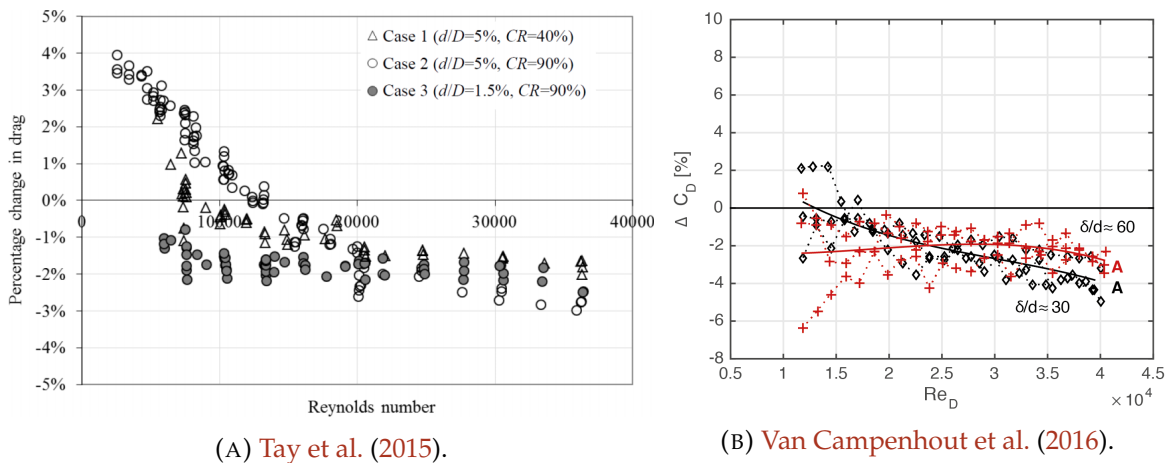 5%
4%
3%
2%
1%
0%
-1%
-2%
-3%
-4%
-5%
Percentage change in drag
△ Case 1 (d/D=5%, CR=40%)
○ Case 2 (d/D=5%, CR=90%)
● Case 3 (d/D=1.5%, CR=90%)
0 10000 20000 30000 40000
Reynolds number
(A) Tay et al. (2015).
10
8
6
4
2
0
-2
-4
-6
-8
Δ C_D [%]
δ/d≈ 60
A
A
δ/d≈ 30
0.5 1 1.5 2 2.5 3 3.5 4 4.5
Re_D
× 10⁴
(B) Van Campenhout et al. (2016).